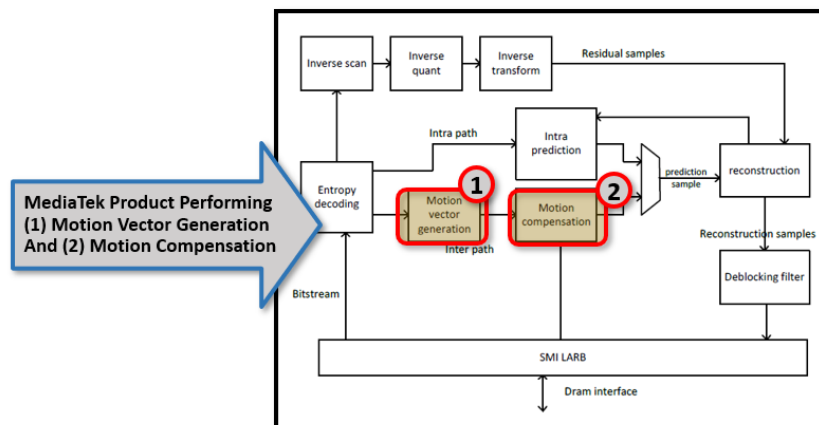 Inverse scan
Inverse
quant
Inverse
transform
Residual samples
Intra path
Intra
prediction
MediaTek Product Performing
(1) Motion Vector Generation
And (2) Motion Compensation
Entropy
decoding
1
Motion
vector
generation
2
Motion
compensation
prediction
sample
reconstruction
Inter path
Reconstruction samples
Deblocking filter
Bitstream
SMI LARB
Dram interface